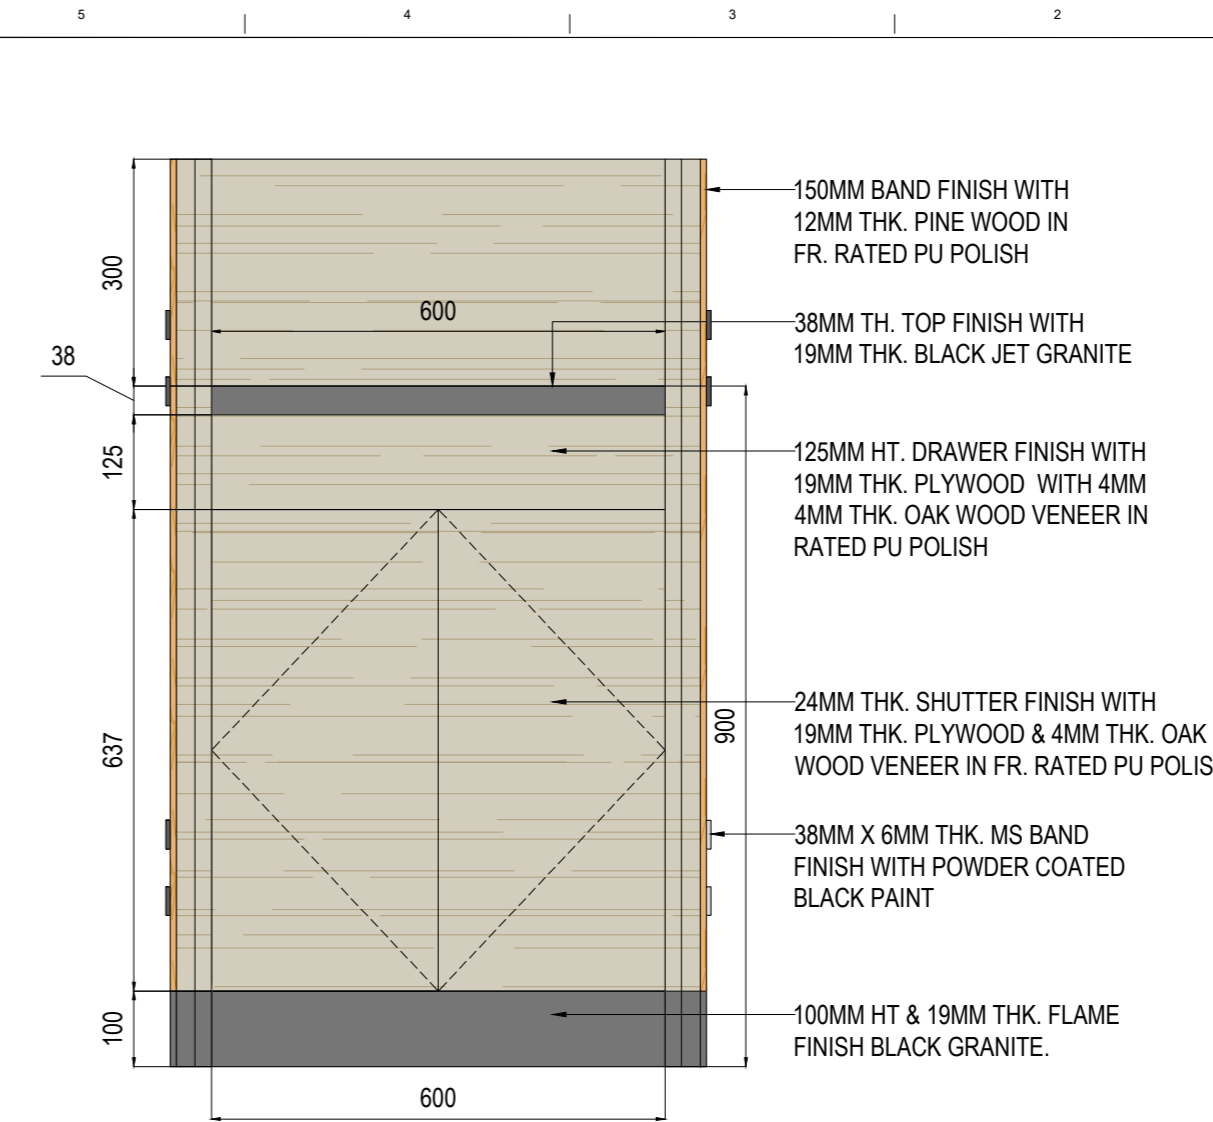 5 4 3 2
150MM BAND FINISH WITH
12MM THK. PINE WOOD IN
FR. RATED PU POLISH
300
600
38MM TH. TOP FINISH WITH
19MM THK. BLACK JET GRANITE
38
125
125MM HT. DRAWER FINISH WITH
19MM THK. PLYWOOD WITH 4MM
4MM THK. OAK WOOD VENEER IN
RATED PU POLISH
637
900
24MM THK. SHUTTER FINISH WITH
19MM THK. PLYWOOD & 4MM THK. OAK
WOOD VENEER IN FR. RATED PU POLIS
38MM X 6MM THK. MS BAND
FINISH WITH POWDER COATED
BLACK PAINT
100
100MM HT & 19MM THK. FLAME
FINISH BLACK GRANITE.
600